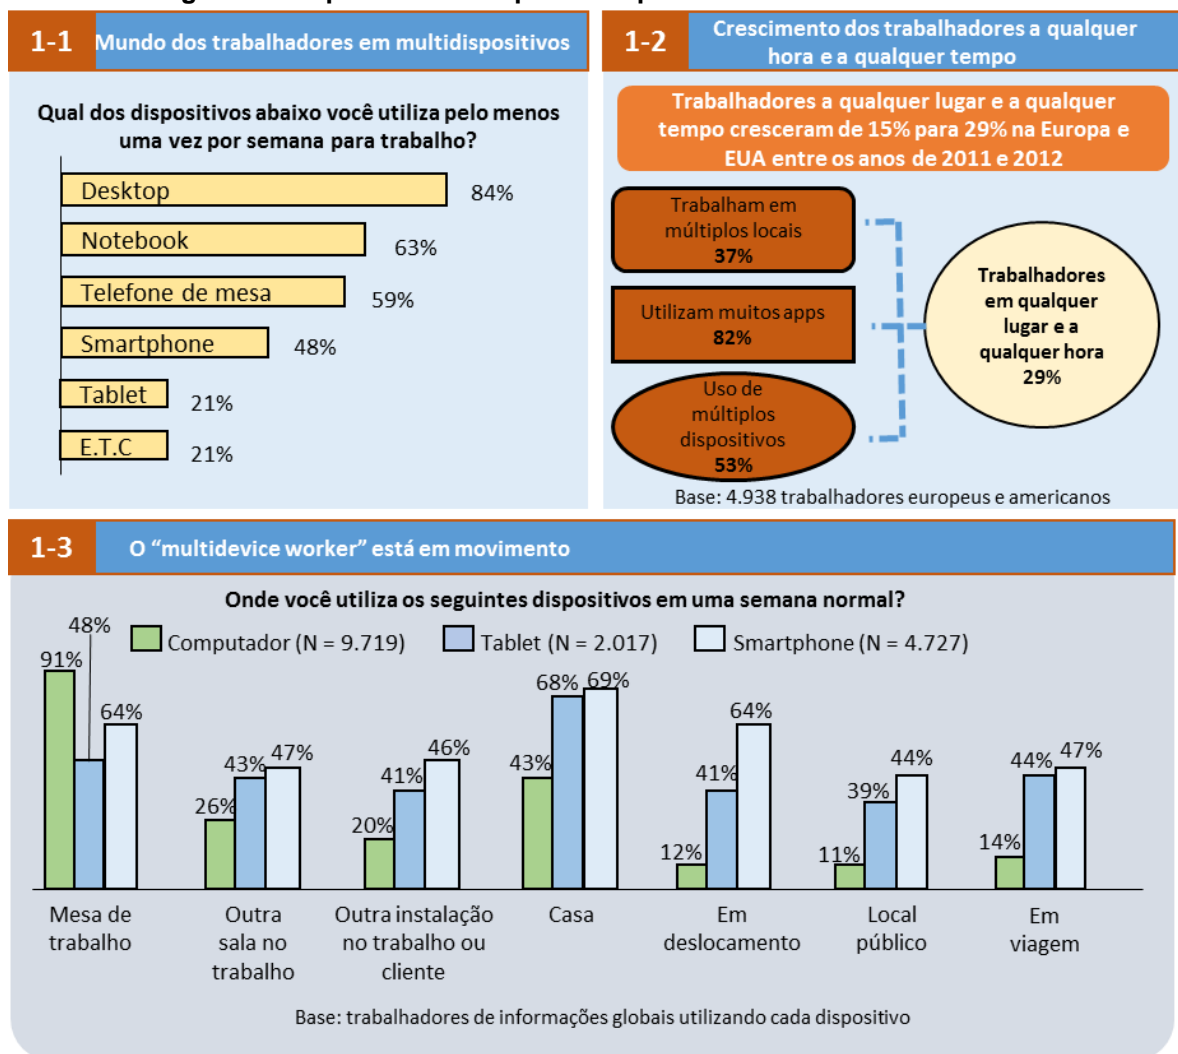 1-1 Mundo dos trabalhadores em multidispositivos
Qual dos dispositivos abaixo você utiliza pelo menos
uma vez por semana para trabalho?
Desktop 84%
Notebook 63%
Telefone de mesa 59%
Smartphone 48%
Tablet 21%
E.T.C 21%
1-2 Crescimento dos trabalhadores a qualquer
hora e a qualquer tempo
Trabalhadores a qualquer lugar e a qualquer
tempo cresceram de 15% para 29% na Europa e
EUA entre os anos de 2011 e 2012
Trabalham em
múltiplos locais
37%
Utilizam muitos apps
82%
Uso de
múltiplos
dispositivos
53%
Trabalhadores
em qualquer
lugar e a
qualquer hora
29%
Base: 4.938 trabalhadores europeus e americanos
1-3 O “multidevice worker” está em movimento
Onde você utiliza os seguintes dispositivos em uma semana normal?
Computador (N = 9.719) Tablet (N = 2.017) Smartphone (N = 4.727)
91% 48% 64%
26% 43% 47%
20% 41% 46%
43% 68% 69%
12% 41% 64%
11% 39% 44%
14% 44% 47%
Mesa de
trabalho
Outra
sala no
trabalho
Outra instalação
no trabalho ou
cliente
Casa
Em
deslocamento
Local
público
Em
viagem
Base: trabalhadores de informações globais utilizando cada dispositivo